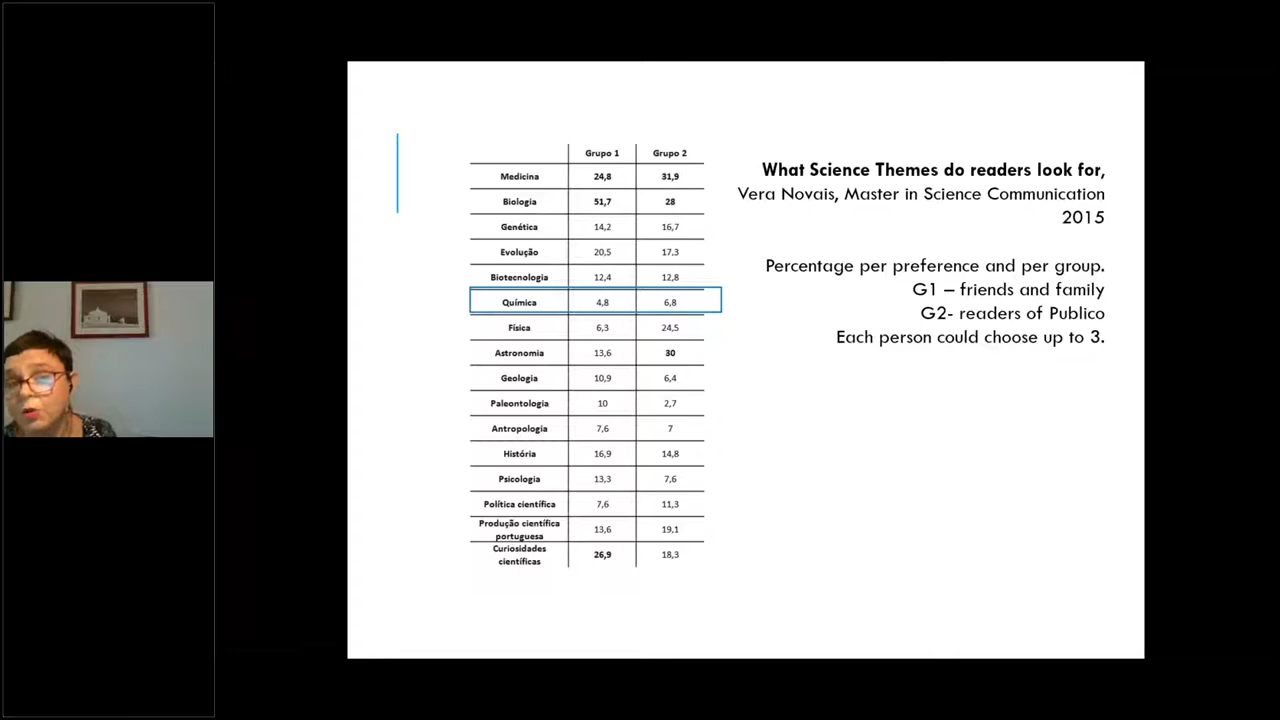 Grupo 1 Grupo 2
Medicina 24,8 31,9
Biologia 51,7 28
Genética 14,2 16,7
Evolução 20,5 17,3
Biotecnologia 12,4 12,8
Química 4,8 6,8
Física 6,3 24,5
Astronomia 13,6 30
Geologia 10,9 6,4
Paleontologia 10 2,7
Antropologia 7,6 7
História 16,9 14,8
Psicologia 13,3 7,6
Política científica 7,6 11,3
Produção científica
portuguesa 13,6 19,1
Curiosidades
científicas 26,9 18,3
What Science Themes do readers look for,
Vera Novais, Master in Science Communication
2015
Percentage per preference and per group.
G1 – friends and family
G2- readers of Publico
Each person could choose up to 3.